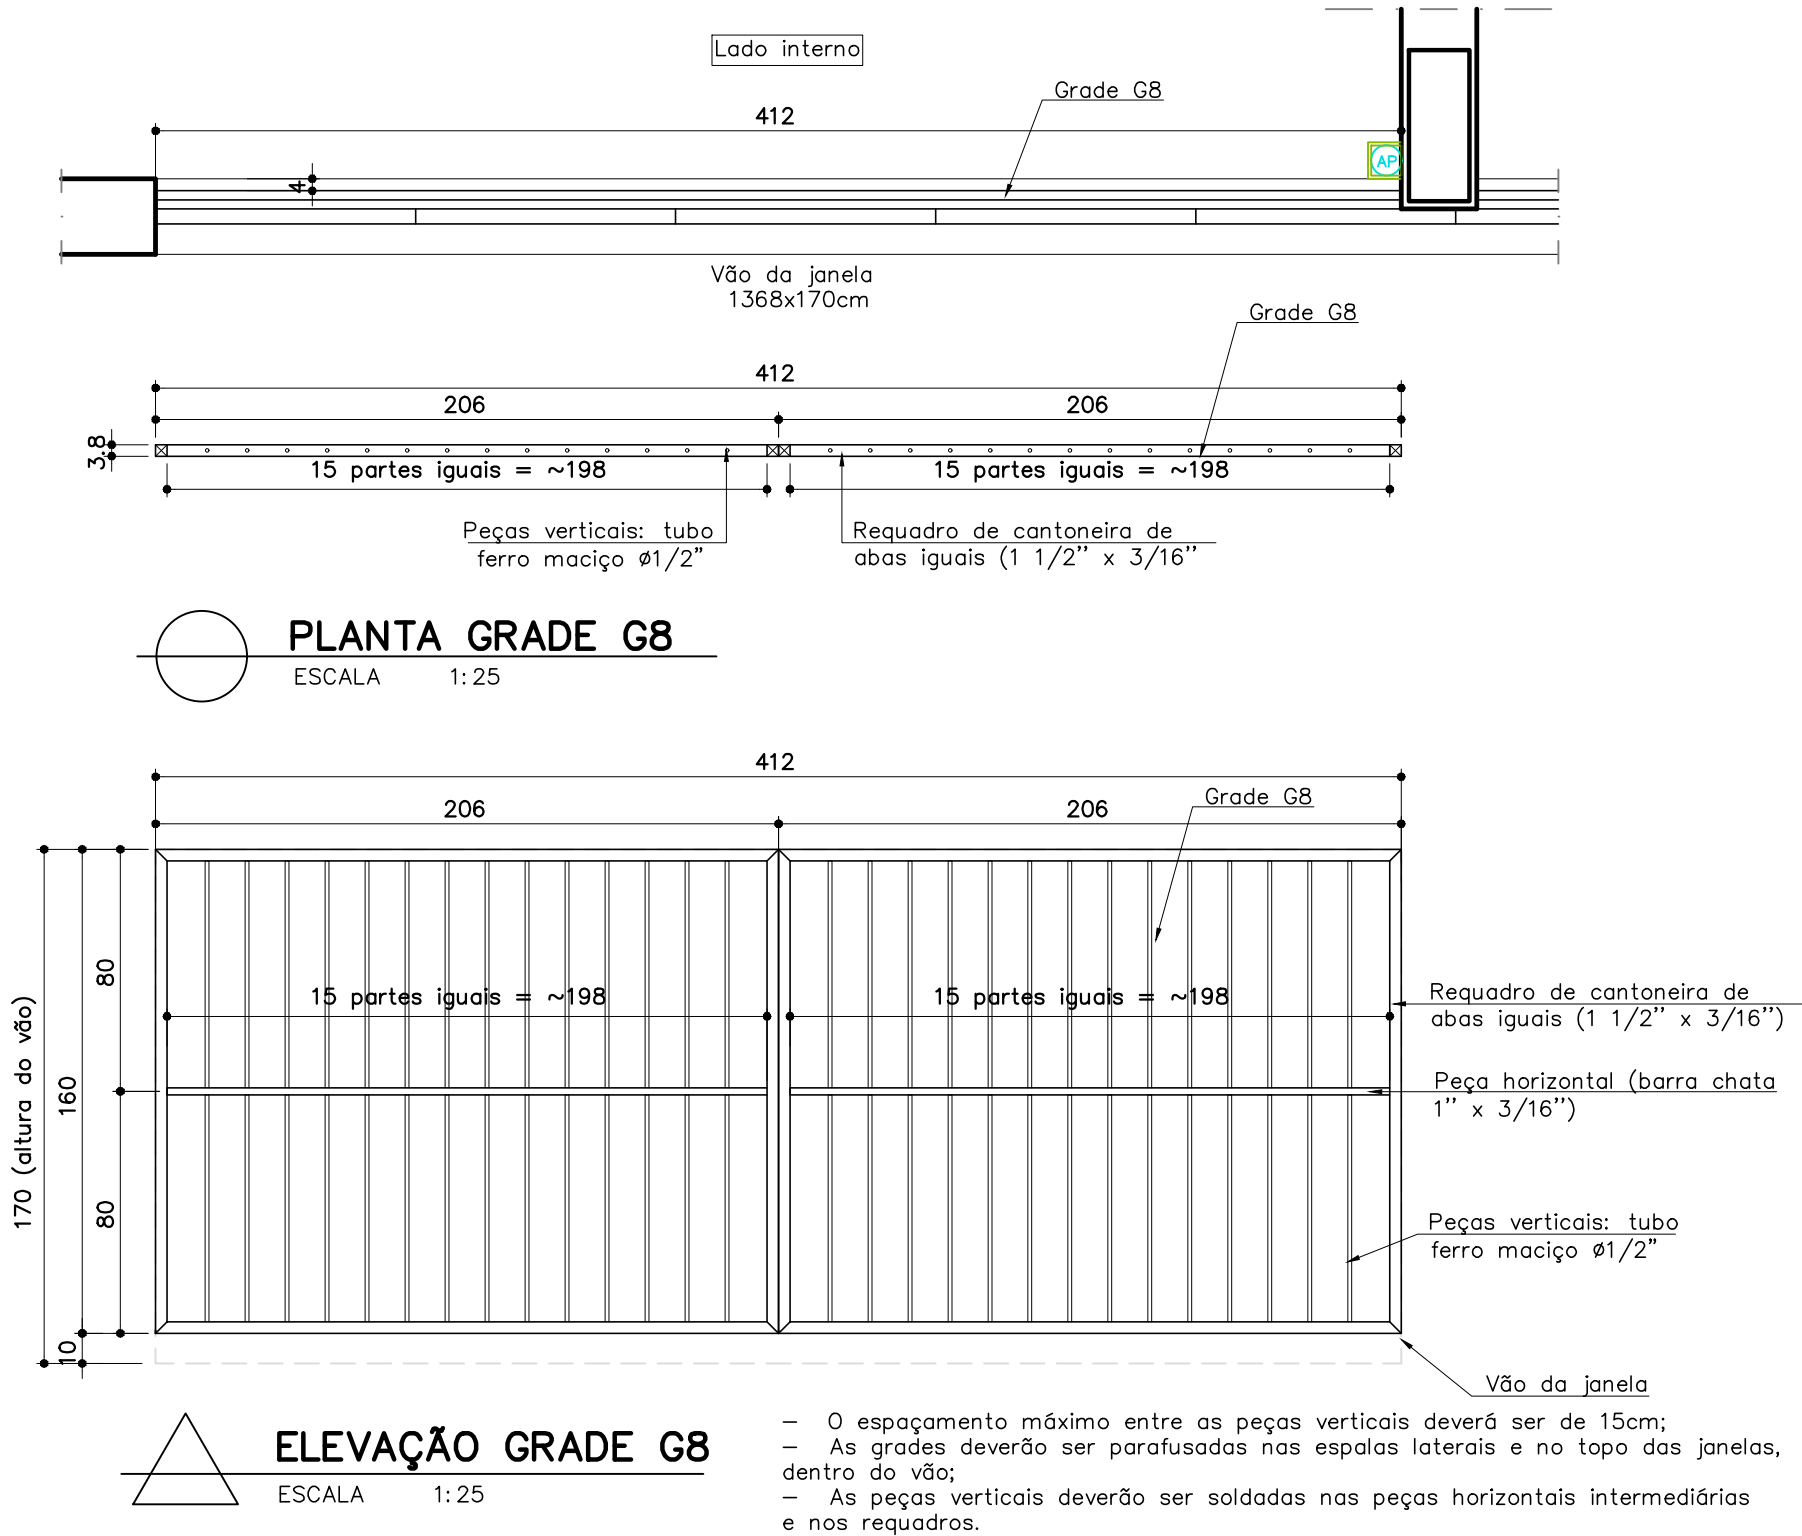 Lado interno
Grade G8
412
AP
4
Vão da janela
1368x170cm
Grade G8
412
206
206
3.8
15 partes iguais = ~198
15 partes iguais = ~198
Peças verticais: tubo
ferro maciço ø1/2”
Requadro de cantoneira de
abas iguais (1 1/2” x 3/16”
PLANTA GRADE G8
ESCALA 1:25
412
206
206
Grade G8
80
15 partes iguais = ~198
15 partes iguais = ~198
Requadro de cantoneira de
abas iguais (1 1/2” x 3/16”)
170 (altura do vão)
160
Peça horizontal (barra chata
1” x 3/16”)
80
Peças verticais: tubo
ferro maciço ø1/2”
10
Vão da janela
ELEVAÇÃO GRADE G8
ESCALA 1:25
– O espaçamento máximo entre as peças verticais deverá ser de 15cm;
– As grades deverão ser parafusadas nas espalas laterais e no topo das janelas,
dentro do vão;
– As peças verticais deverão ser soldadas nas peças horizontais intermediárias
e nos requadros.